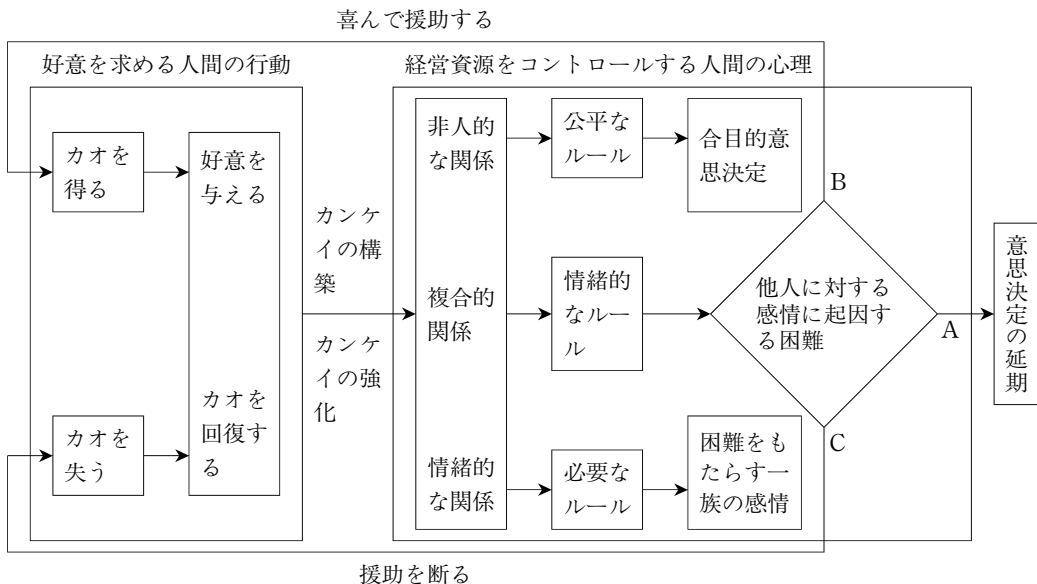 喜んで援助する
好意を求める人間の行動
経営資源をコントロールする人間の心理
カオを
得る
好意を
与える
カオを
回復す
る
カオを
失う
カンケ
イの構
築
カンケ
イの強
化
非人的
な関係
公平な
ルール
合目的意
思決定
複合的
関係
情緒的
なルー
ル
他人に対する
感情に起因す
る困難
情緒的
な関係
必要な
ルール
困難をも
たらす一
族の感情
B
A
C
意思決定の延期
援助を断る